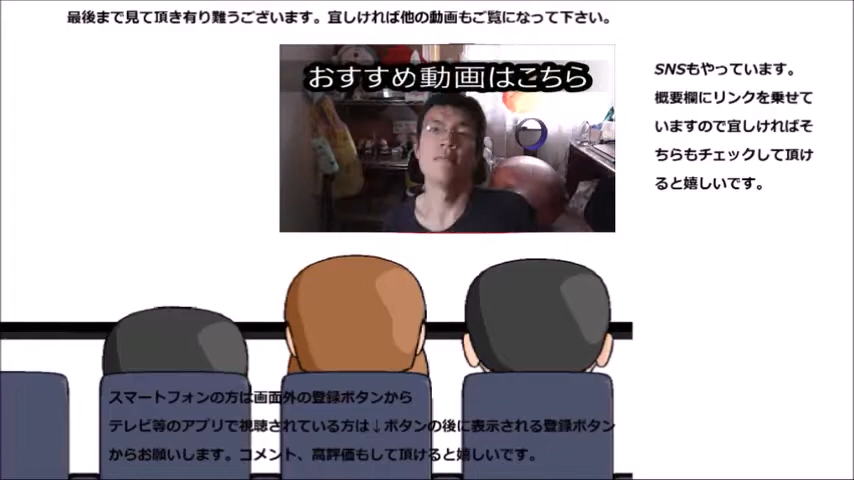 最後まで見て頂き有り難うございます。宜しければ他の動画もご覧になって下さい。
おすすめ動画はこちら
SNSもやっています。
概要欄にリンクを乗せて
いますので宜しければそ
ちらもチェックして頂け
ると嬉しいです。
スマートフォンの方は画面外の登録ボタンから
テレビ等のアプリで視聴されている方は↓ボタンの後に表示される登録ボタン
からお願いします。コメント、高評価もして頂けると嬉しいです。